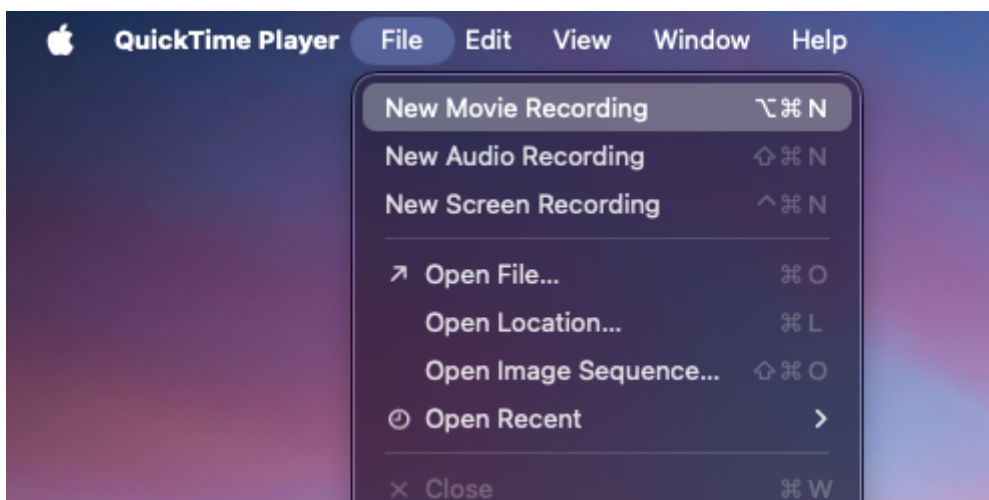 QuickTime Player File Edit View Window Help
New Movie Recording ⌥⌘N
New Audio Recording ⇧⌘N
New Screen Recording ^⌘N
Open File... ⌘O
Open Location... ⌘L
Open Image Sequence... ⇧⌘O
Open Recent
Close ⌘W